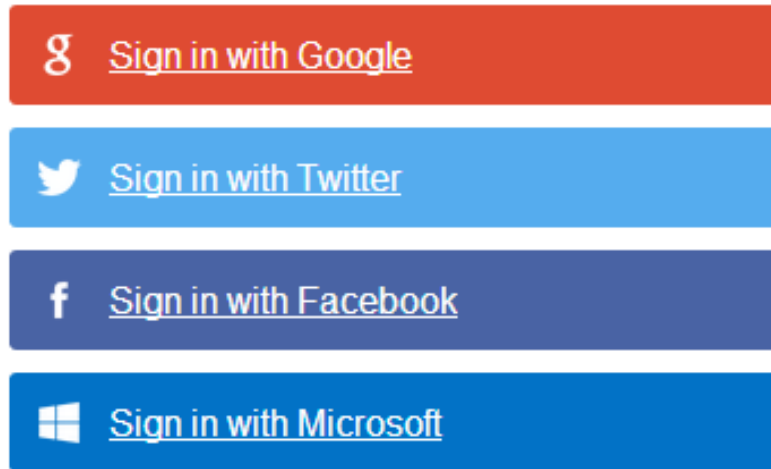 g Sign in with Google
Sign in with Twitter
f Sign in with Facebook
Sign in with Microsoft